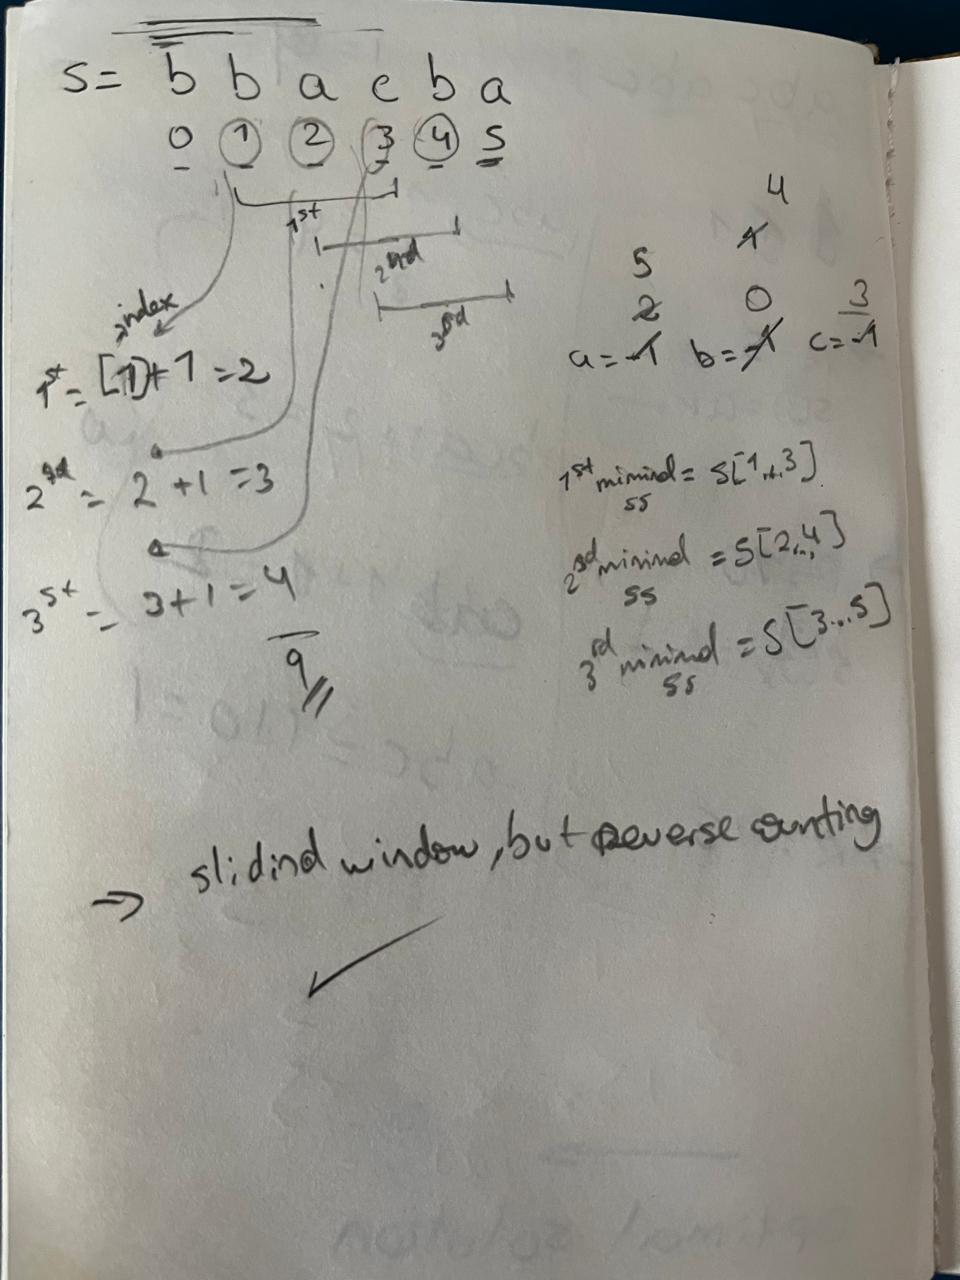 S= b b a c b a
0 1 2 3 4 5
1st
2nd
3rd
index
1st = [1]+1 =2
2nd = 2 +1 =3
3st = 3+1 =4
9
4
5 1
2 0 3
a=-1 b=-1 c=-1
1st minimal = S[1...3]
ss
2nd minimal = S[2...4]
ss
3rd minimal = S[3...5]
ss
⇒ slidind window, but reverse counting